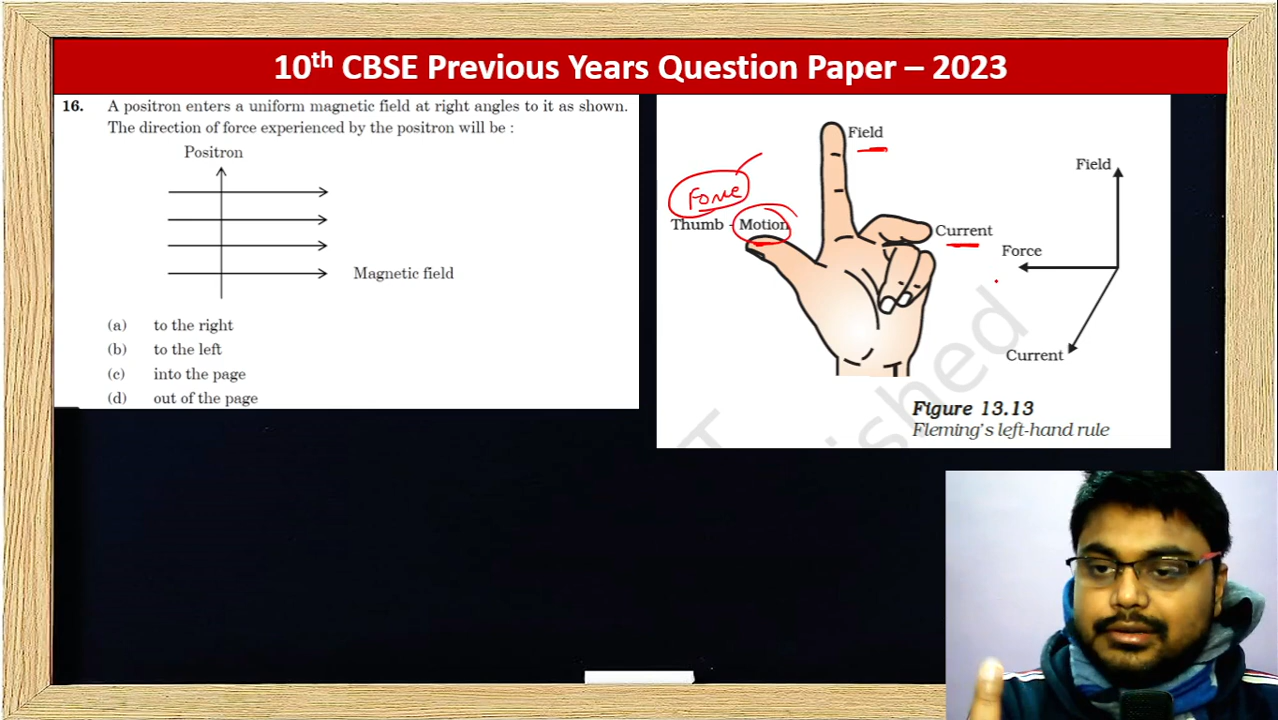 10th CBSE Previous Years Question Paper – 2023
16. A positron enters a uniform magnetic field at right angles to it as shown.
The direction of force experienced by the positron will be :
Positron
Magnetic field
(a) to the right
(b) to the left
(c) into the page
(d) out of the page
Field
Force
Thumb - Motion
Current
Field
Force
Current
Figure 13.13
Fleming's left-hand rule